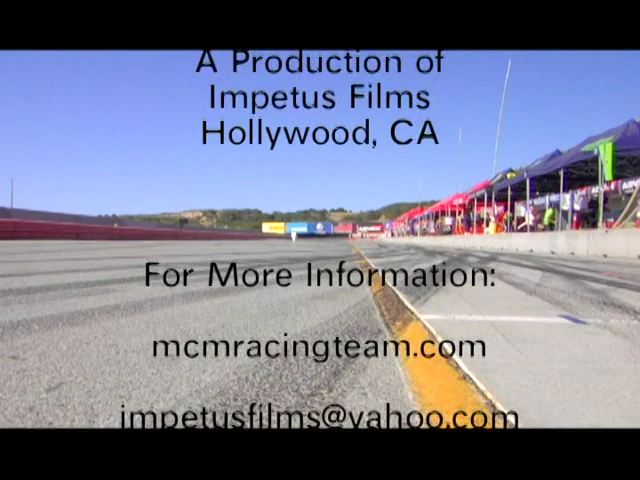 A Production of
Impetus Films
Hollywood, CA
For More Information:
mcmracingteam.com
impetusfilms@yahoo.com